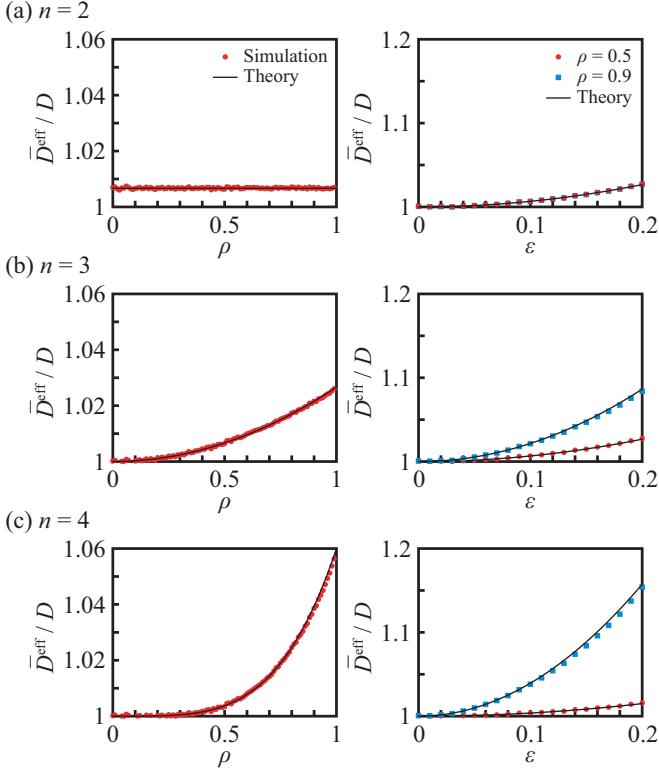 (a) n = 2
1.06
1.04
1.02
1
D̅ᵉᶠᶠ / D
Simulation
Theory
0
0.5
1
ρ
1.2
1.1
1
D̅ᵉᶠᶠ / D
ρ = 0.5
ρ = 0.9
Theory
0
0.1
0.2
ε
(b) n = 3
1.06
1.04
1.02
1
D̅ᵉᶠᶠ / D
0
0.5
1
ρ
1.2
1.1
1
D̅ᵉᶠᶠ / D
0
0.1
0.2
ε
(c) n = 4
1.06
1.04
1.02
1
D̅ᵉᶠᶠ / D
0
0.5
1
ρ
1.2
1.1
1
D̅ᵉᶠᶠ / D
0
0.1
0.2
ε